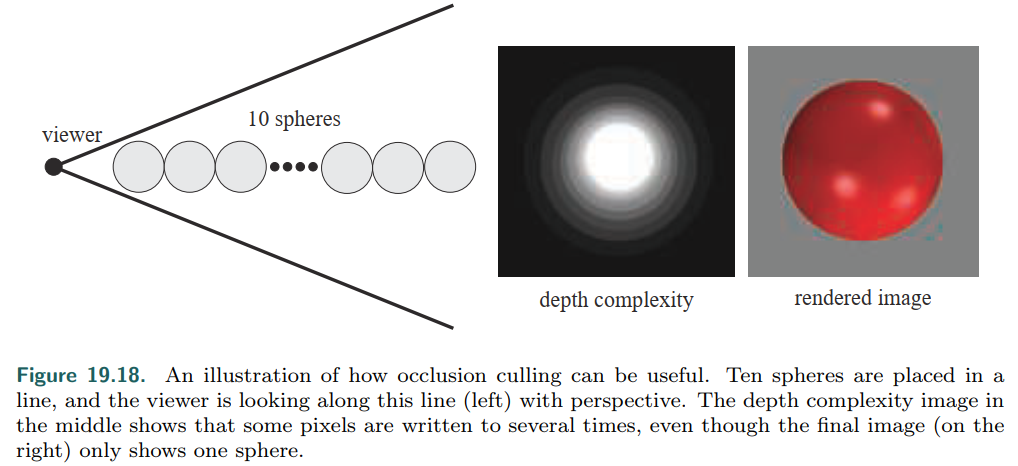 viewer
10 spheres
depth complexity
rendered image
Figure 19.18. An illustration of how occlusion culling can be useful. Ten spheres are placed in a
line, and the viewer is looking along this line (left) with perspective. The depth complexity image in
the middle shows that some pixels are written to several times, even though the final image (on the
right) only shows one sphere.